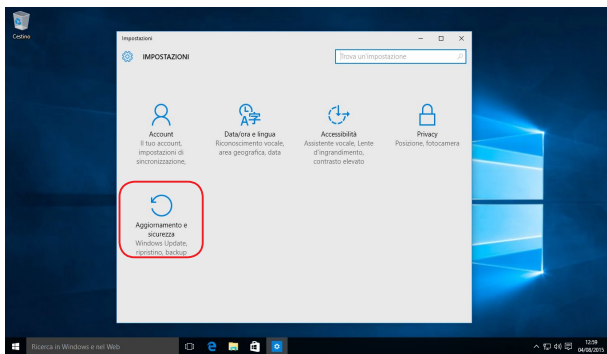 Cestino
Impostazioni
IMPOSTAZIONI
Trova un'impostazione
Account
Il tuo account,
impostazioni di
sincronizzazione,
Data/ora e lingua
Riconoscimento vocale,
area geografica, data
Accessibilità
Assistente vocale, Lente
d'ingrandimento,
contrasto elevato
Privacy
Posizione, fotocamera
Aggiornamento e
sicurezza
Windows Update,
ripristino, backup
Ricerca in Windows e nel Web
12:59
04/08/2015